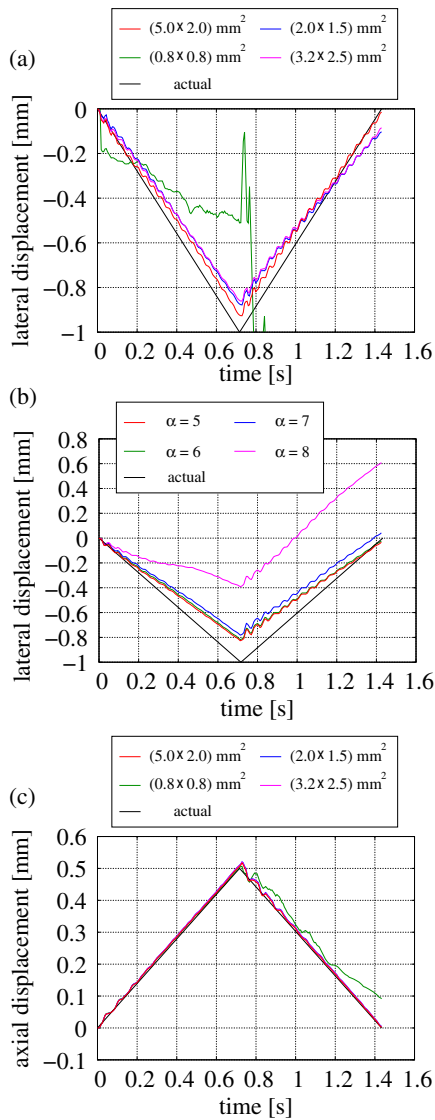 (5.0×2.0) mm² (2.0×1.5) mm²
(0.8×0.8) mm² (3.2×2.5) mm²
actual
(a)
lateral displacement [mm]
0
−0.2
−0.4
−0.6
−0.8
−1
0 0.2 0.4 0.6 0.8 1 1.2 1.4
time [s]
(b)
α = 5 α = 7
α = 6 α = 8
actual
lateral displacement [mm]
0.8
0.6
0.4
0.2
0
−0.2
−0.4
−0.6
−0.8
−1
0 0.2 0.4 0.6 0.8 1 1.2 1.4 1.6
time [s]
(5.0×2.0) mm² (2.0×1.5) mm²
(0.8×0.8) mm² (3.2×2.5) mm²
actual
(c)
axial displacement [mm]
0.6
0.5
0.4
0.3
0.2
0.1
0
−0.1
0 0.2 0.4 0.6 0.8 1 1.2 1.4 1.6
time [s]